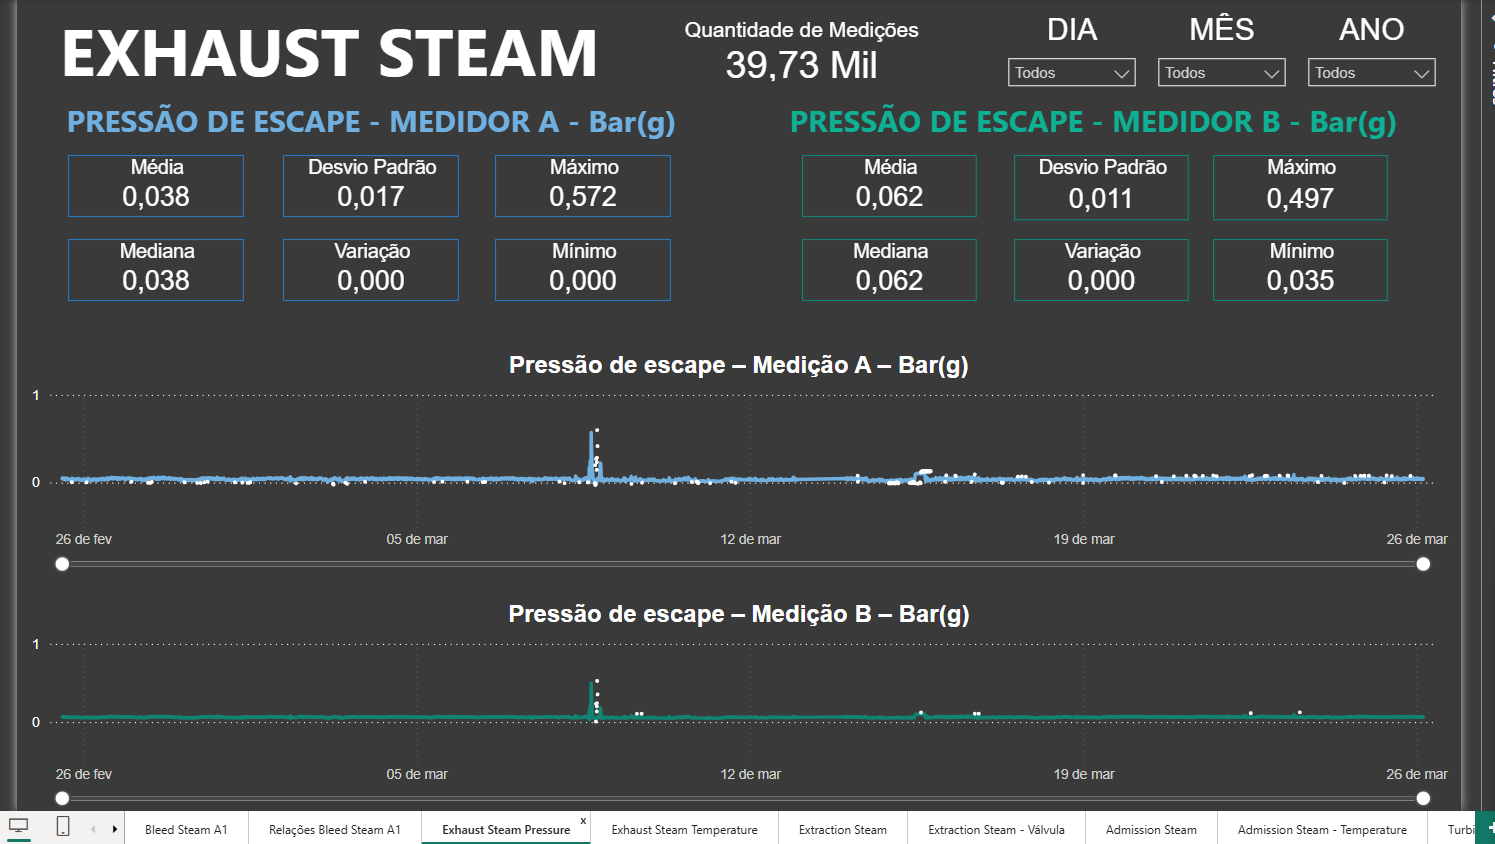 EXHAUST STEAM
Quantidade de Medições
39,73 Mil
DIA
MÊS
ANO
Todos
Todos
Todos
PRESSÃO DE ESCAPE - MEDIDOR A - Bar(g)
PRESSÃO DE ESCAPE - MEDIDOR B - Bar(g)
Média
0,038
Desvio Padrão
0,017
Máximo
0,572
Média
0,062
Desvio Padrão
0,011
Máximo
0,497
Mediana
0,038
Variação
0,000
Mínimo
0,000
Mediana
0,062
Variação
0,000
Mínimo
0,035
Pressão de escape – Medição A – Bar(g)
1
0
26 de fev
05 de mar
12 de mar
19 de mar
26 de mar
Pressão de escape – Medição B – Bar(g)
1
0
26 de fev
05 de mar
12 de mar
19 de mar
26 de mar
Bleed Steam A1
Relações Bleed Steam A1
Exhaust Steam Pressure
x
Exhaust Steam Temperature
Extraction Steam
Extraction Steam - Válvula
Admission Steam
Admission Steam - Temperature
Turbi